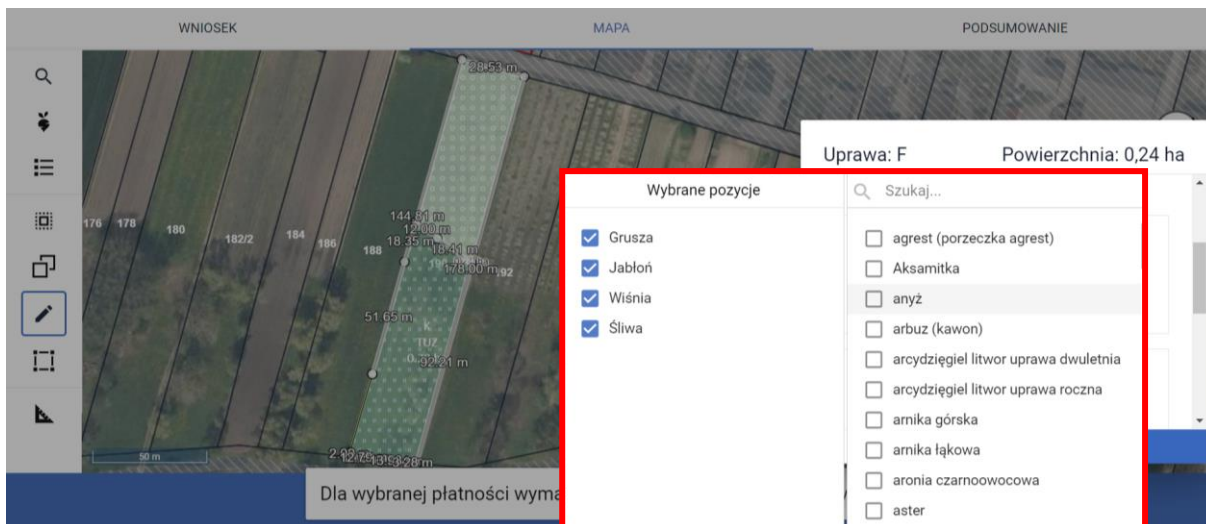 WNIOSEK MAPA PODSUMOWANIE
28.53 m
Uprawa: F Powierzchnia: 0,24 ha
Wybrane pozycje
Szukaj...
Grusza
Jabłoń
Wiśnia
Śliwa
agrest (porzeczka agrest)
Aksamitka
anyż
arbuz (kawon)
arcydzięgiel litwor uprawa dwuletnia
arcydzięgiel litwor uprawa roczna
arnika górska
arnika łąkowa
aronia czarnoowocowa
aster
176 178 180 182/2 184 186 188
144.81 m
12.00 m
18.35 m 18.41 m
178.00 m
51.65 m
TUZ
92.21 m
50 m
Dla wybranej płatności